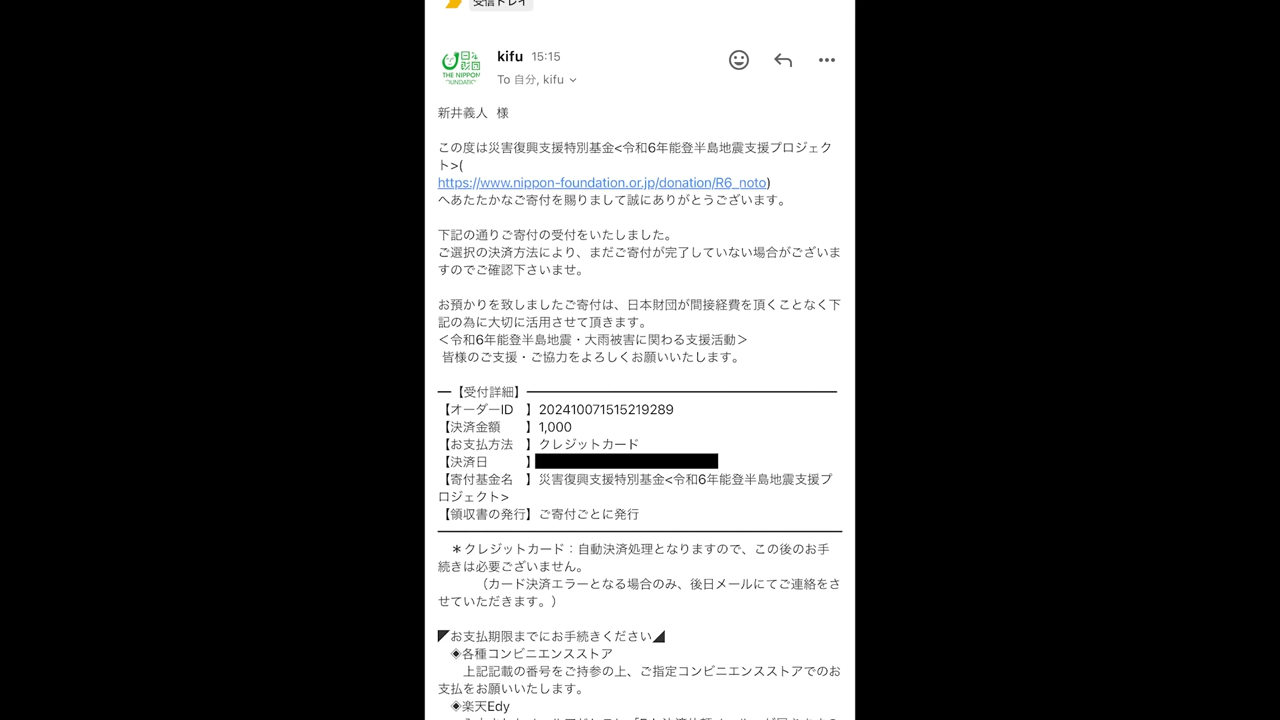 受信トレイ
kifu 15:15
To 自分, kifu
日本財団
THE NIPPON
FOUNDATION
新井義人 様
この度は災害復興支援特別基金<令和6年能登半島地震支援プロジェク
ト>(
https://www.nippon-foundation.or.jp/donation/R6_noto)
へあたたかなご寄付を賜りまして誠にありがとうございます。
下記の通りご寄付の受付をいたしました。
ご選択の決済方法により、まだご寄付が完了していない場合がございま
すのでご確認下さいませ。
お預かりを致しましたご寄付は、日本財団が間接経費を頂くことなく下
記の為に大切に活用させて頂きます。
＜令和6年能登半島地震・大雨被害に関わる支援活動＞
皆様のご支援・ご協力をよろしくお願いいたします。
━【受付詳細】━━━━━━━━━━━━━━━━━━━━
【オーダーID 】202410071515219289
【決済金額 】1,000
【お支払方法 】クレジットカード
【決済日 】
【寄付基金名 】災害復興支援特別基金<令和6年能登半島地震支援プ
ロジェクト>
【領収書の発行】ご寄付ごとに発行
＊クレジットカード：自動決済処理となりますので、この後のお手
続きは必要ございません。
（カード決済エラーとなる場合のみ、後日メールにてご連絡をさ
せていただきます。）
◤お支払期限までにお手続きください◢
◈各種コンビニエンスストア
上記記載の番号をご持参の上、ご指定コンビニエンスストアでのお
支払をお願いいたします。
◈楽天Edy